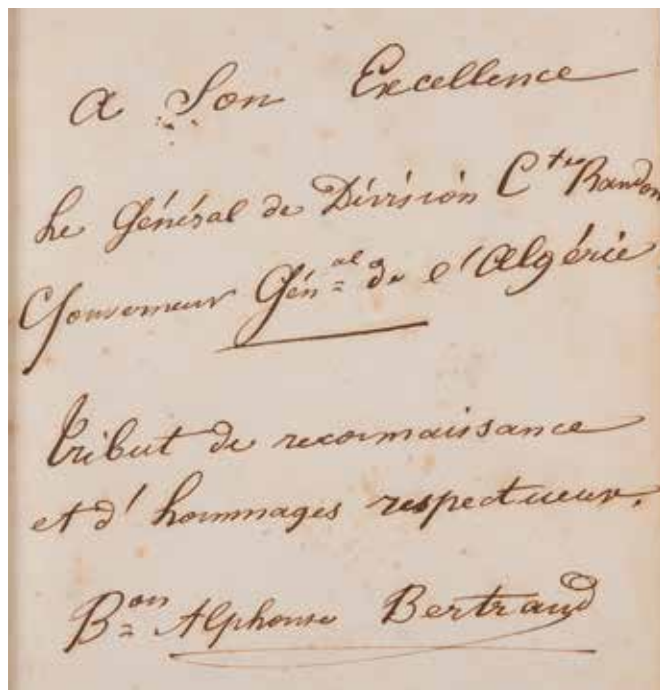 A Son Excellence
Le Général de Division Cte Randon
Gouverneur Génal de l'Algérie
Tribut de reconnaissance
et d'hommages respectueux.
Bon Alphonse Bertrand